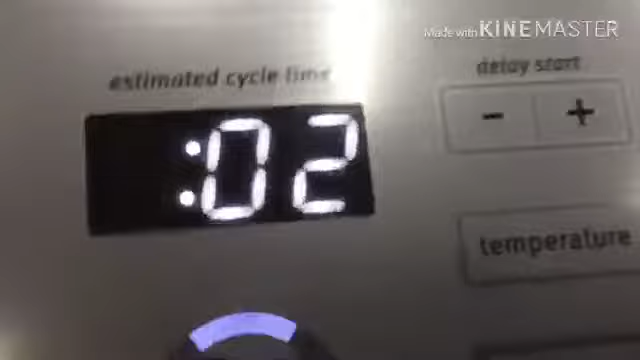 Made with KINEMASTER
estimated cycle time
delay start
:02
- +
temperature